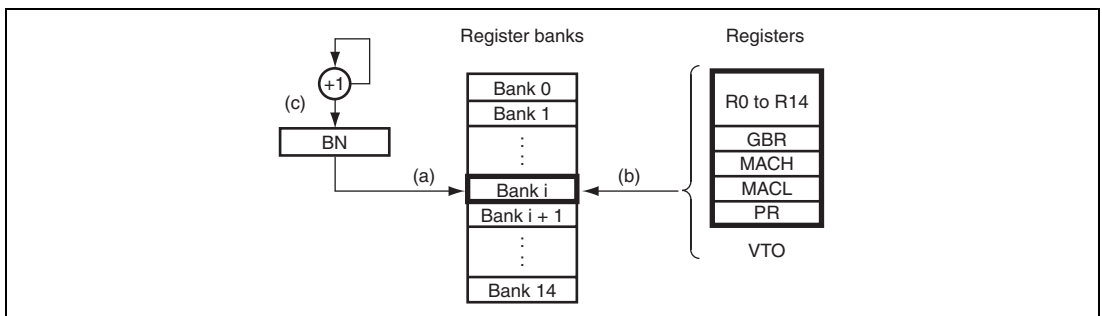 Register banks
Registers
+1
(c)
BN
(a)
Bank 0
Bank 1
:
:
Bank i
Bank i + 1
:
:
Bank 14
(b)
R0 to R14
GBR
MACH
MACL
PR
VTO